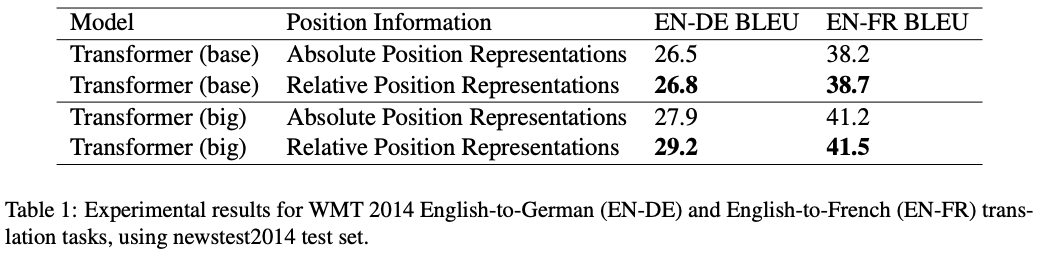 Model Position Information EN-DE BLEU EN-FR BLEU
Transformer (base) Absolute Position Representations 26.5 38.2
Transformer (base) Relative Position Representations 26.8 38.7
Transformer (big) Absolute Position Representations 27.9 41.2
Transformer (big) Relative Position Representations 29.2 41.5
Table 1: Experimental results for WMT 2014 English-to-German (EN-DE) and English-to-French (EN-FR) trans-
lation tasks, using newstest2014 test set.